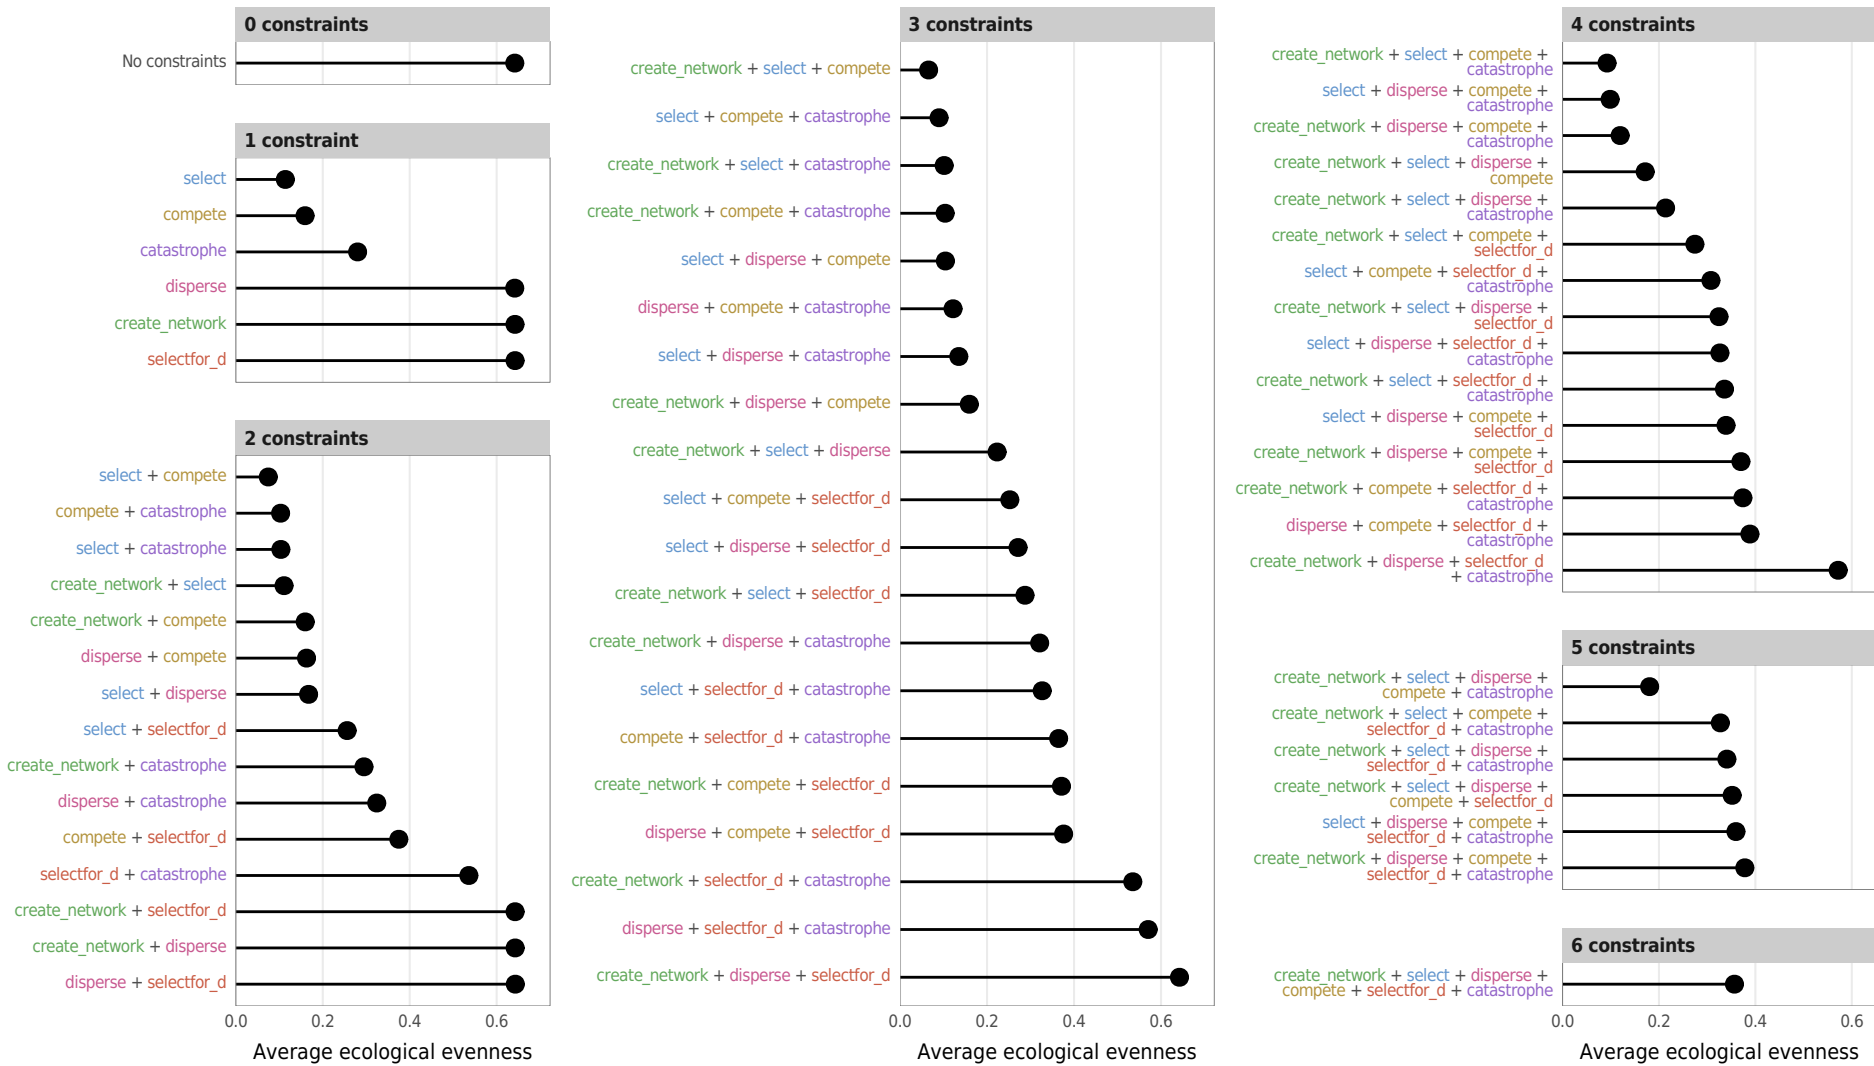 0 constraints
No constraints
1 constraint
select
compete
catastrophe
disperse
create_network
selectfor_d
2 constraints
select + compete
compete + catastrophe
select + catastrophe
create_network + select
create_network + compete
disperse + compete
select + disperse
select + selectfor_d
create_network + catastrophe
disperse + catastrophe
compete + selectfor_d
selectfor_d + catastrophe
create_network + selectfor_d
create_network + disperse
disperse + selectfor_d
0.0 0.2 0.4 0.6
Average ecological evenness
3 constraints
create_network + select + compete
select + compete + catastrophe
create_network + select + catastrophe
create_network + compete + catastrophe
select + disperse + compete
disperse + compete + catastrophe
select + disperse + catastrophe
create_network + disperse + compete
create_network + select + disperse
select + compete + selectfor_d
select + disperse + selectfor_d
create_network + select + selectfor_d
create_network + disperse + catastrophe
select + selectfor_d + catastrophe
compete + selectfor_d + catastrophe
create_network + compete + selectfor_d
disperse + compete + selectfor_d
create_network + selectfor_d + catastrophe
disperse + selectfor_d + catastrophe
create_network + disperse + selectfor_d
0.0 0.2 0.4 0.6
Average ecological evenness
4 constraints
create_network + select + compete +
catastrophe
select + disperse + compete +
catastrophe
create_network + disperse + compete +
catastrophe
create_network + select + disperse +
compete
create_network + select + disperse +
catastrophe
create_network + select + compete +
selectfor_d
select + compete + selectfor_d +
catastrophe
create_network + select + disperse +
selectfor_d
select + disperse + selectfor_d +
catastrophe
create_network + select + selectfor_d +
catastrophe
select + disperse + compete +
selectfor_d
create_network + disperse + compete +
selectfor_d
create_network + compete + selectfor_d +
catastrophe
disperse + compete + selectfor_d +
catastrophe
create_network + disperse + selectfor_d
+ catastrophe
5 constraints
create_network + select + disperse +
compete + catastrophe
create_network + select + compete +
selectfor_d + catastrophe
create_network + select + disperse +
selectfor_d + catastrophe
create_network + select + disperse +
compete + selectfor_d
select + disperse + compete +
selectfor_d + catastrophe
create_network + disperse + compete +
selectfor_d + catastrophe
6 constraints
create_network + select + disperse +
compete + selectfor_d + catastrophe
0.0 0.2 0.4 0.6
Average ecological evenness